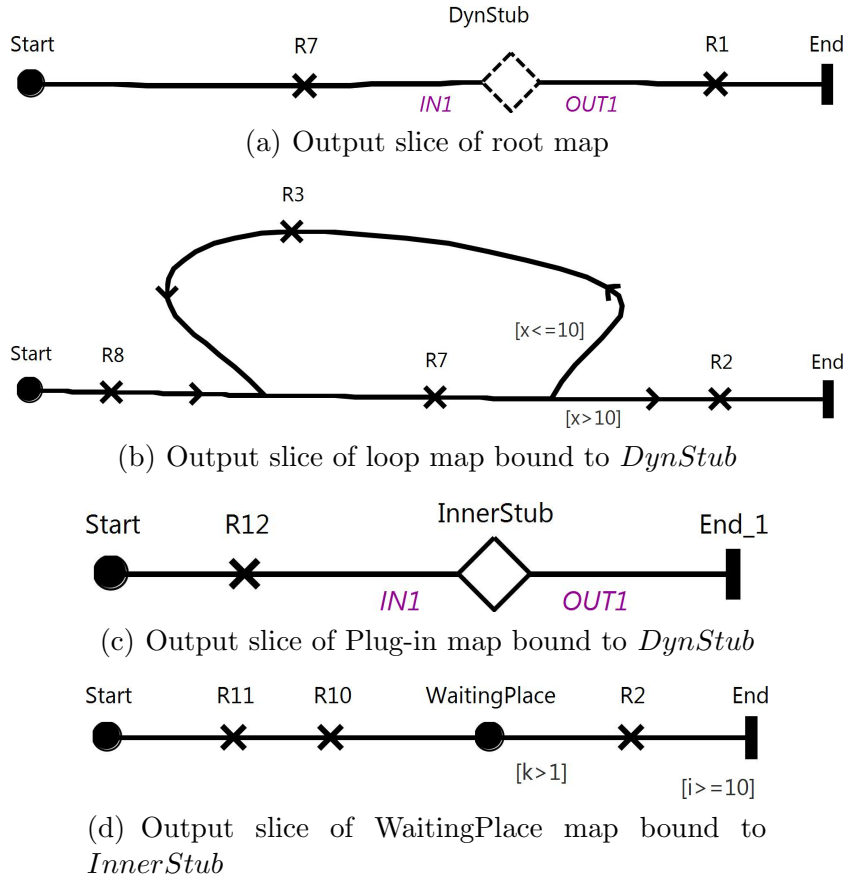 DynStub
Start R7 R1 End
IN1 OUT1
(a) Output slice of root map
R3
[x<=10]
Start R8 R7 R2 End
[x>10]
(b) Output slice of loop map bound to DynStub
InnerStub
Start R12 End_1
IN1 OUT1
(c) Output slice of Plug-in map bound to DynStub
Start R11 R10 WaitingPlace R2 End
[k>1] [i>=10]
(d) Output slice of WaitingPlace map bound to
InnerStub